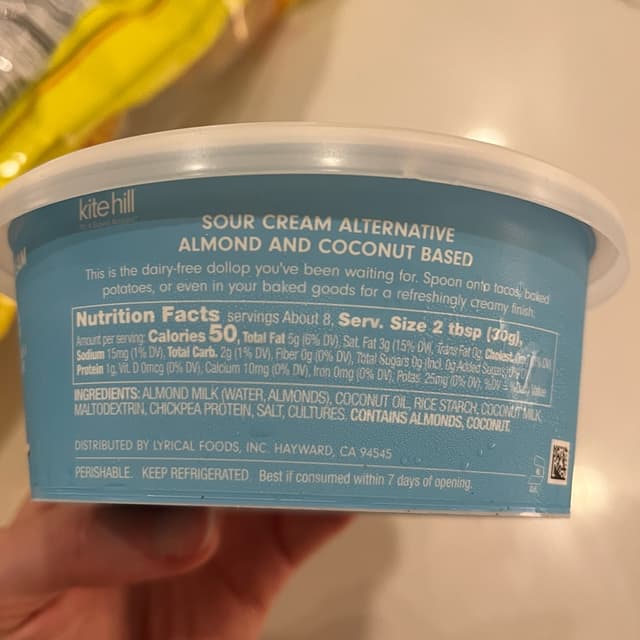 kite hill
SOUR CREAM ALTERNATIVE
ALMOND AND COCONUT BASED
This is the dairy-free dollop you've been waiting for. Spoon onto tacos, baked
potatoes, or even in your baked goods for a refreshingly creamy finish.
Nutrition Facts servings About 8, Serv. Size 2 tbsp (30g),
Amount per serving: Calories 50, Total Fat 5g (6% DV), Sat. Fat 3g (15% DV), Trans Fat 0g, Cholest.
Sodium 15mg (1% DV), Total Carb. 2g (1% DV), Fiber 0g (0% DV), Total Sugars 0g (Incl. 0g Added Sugars,
Protein 1g, Vit. D 0mcg (0% DV), Calcium 10mg (0% DV), Iron 0mg (0% DV), Potas. 25mg (0% DV),
INGREDIENTS: ALMOND MILK (WATER, ALMONDS), COCONUT OIL, RICE STARCH, COCONUT MILK,
MALTODEXTRIN, CHICKPEA PROTEIN, SALT, CULTURES. CONTAINS ALMONDS, COCONUT.
DISTRIBUTED BY LYRICAL FOODS, INC. HAYWARD, CA 94545
PERISHABLE. KEEP REFRIGERATED. Best if consumed within 7 days of opening.